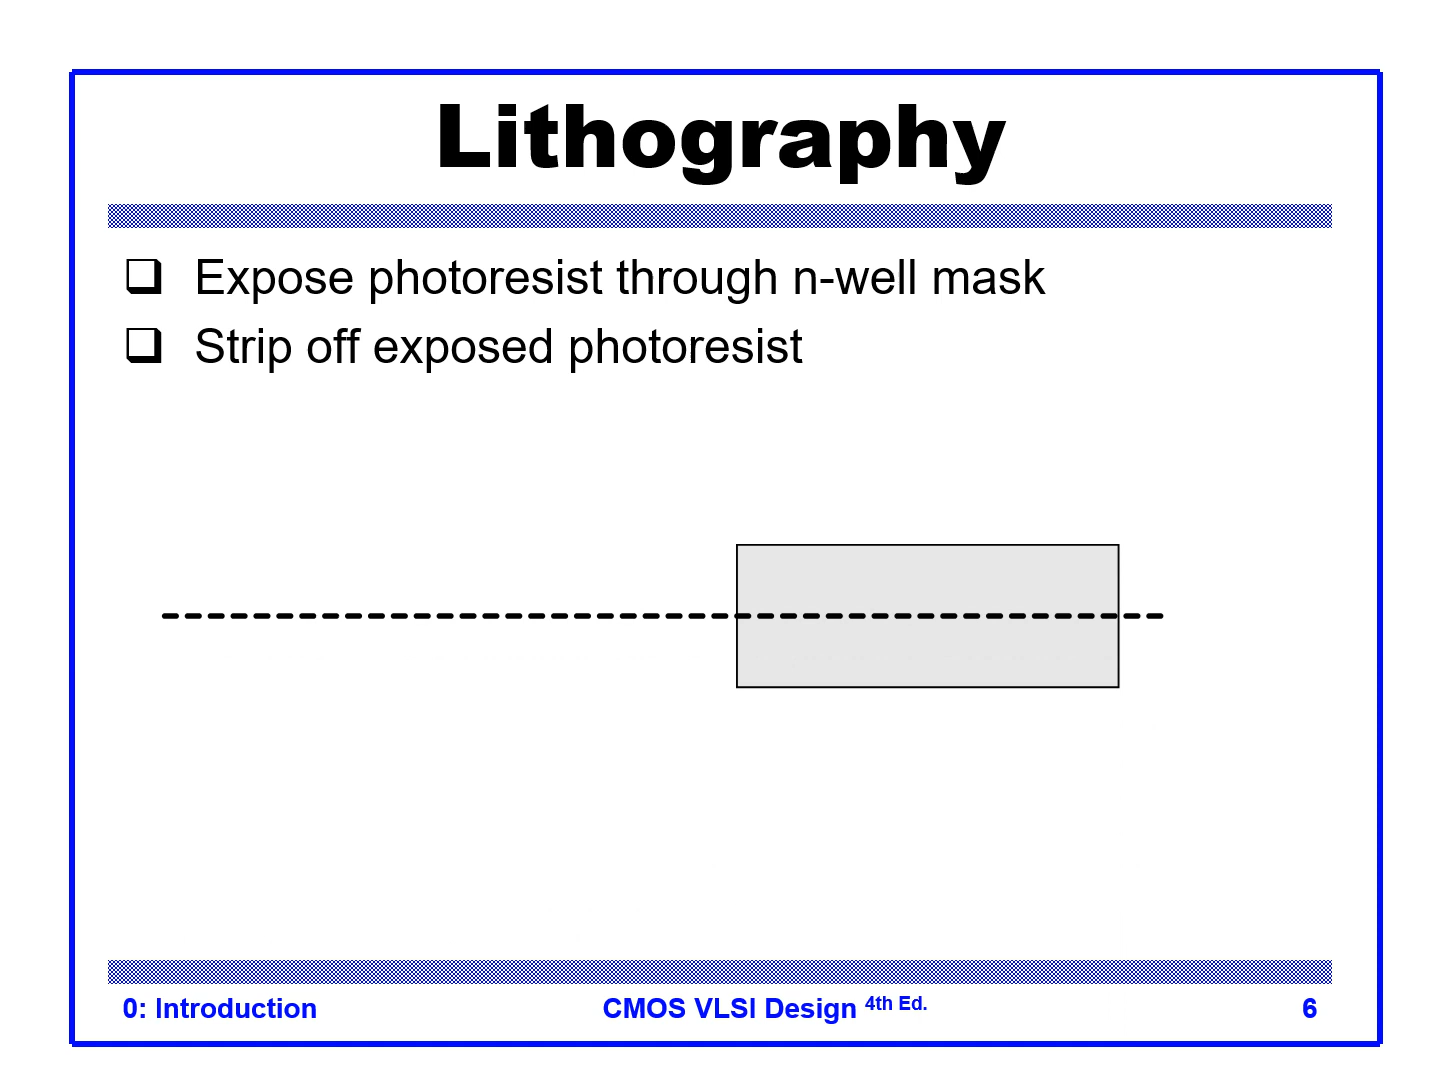 Lithography
Expose photoresist through n-well mask
Strip off exposed photoresist
0: Introduction
CMOS VLSI Design 4th Ed.
6